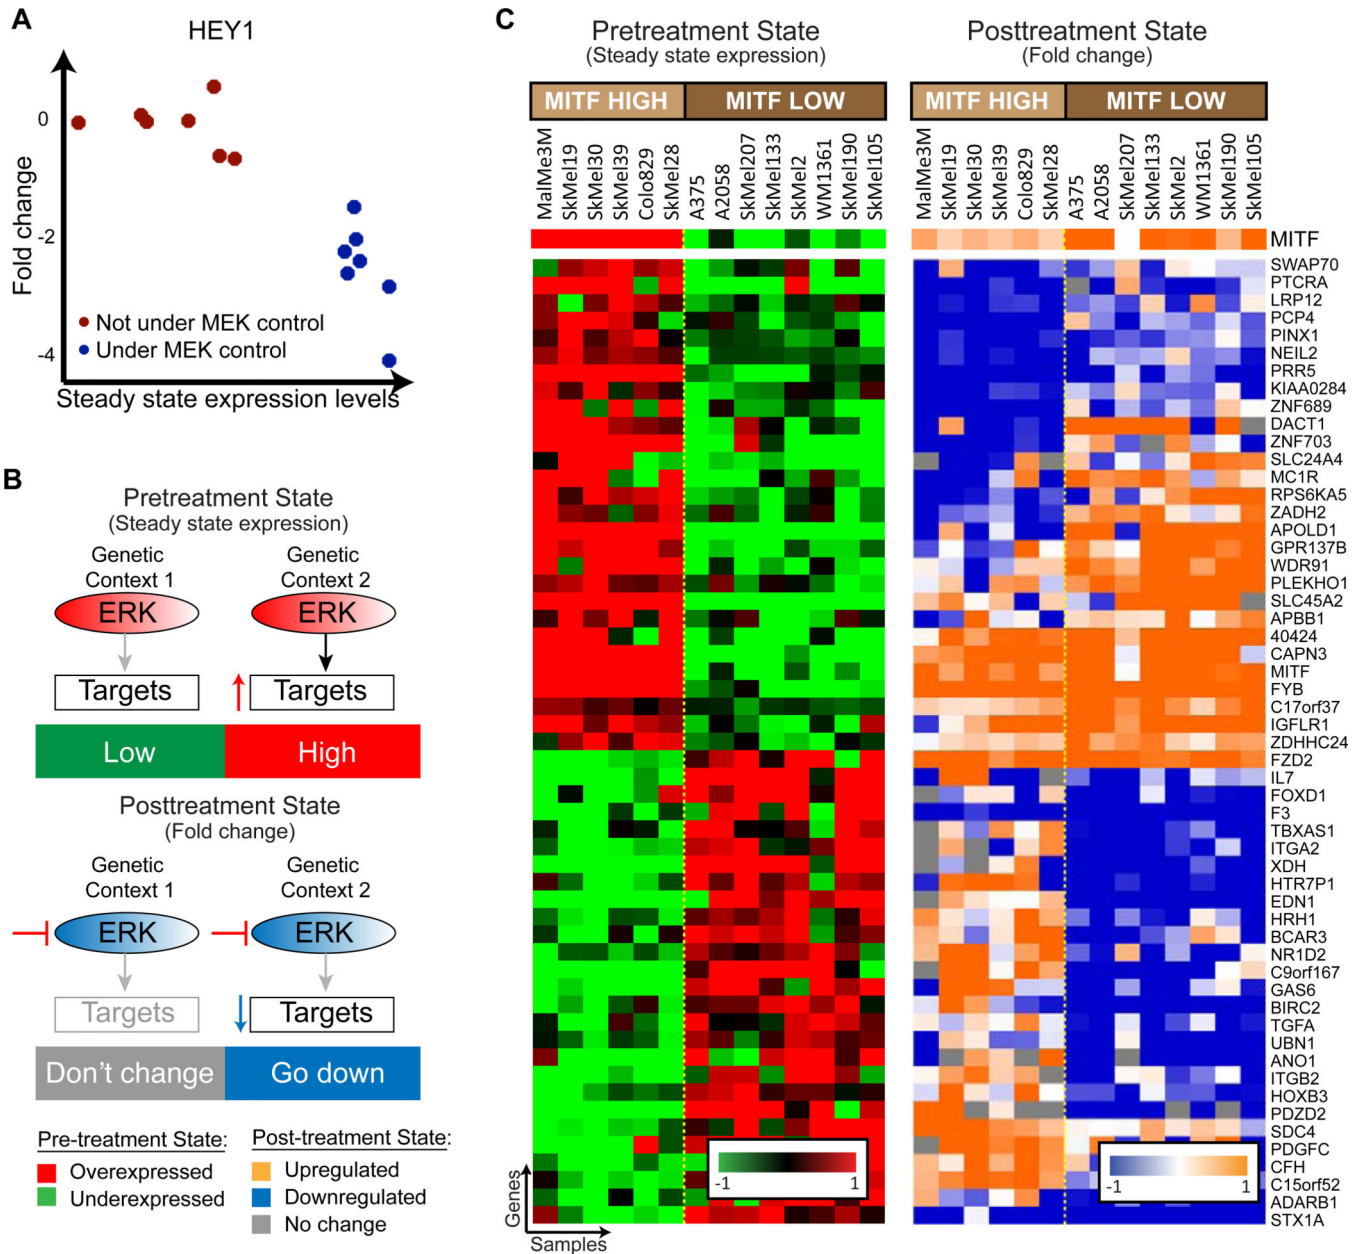 A
HEY1
Fold change
0
-2
-4
Not under MEK control
Under MEK control
Steady state expression levels
B
Pretreatment State
(Steady state expression)
Genetic
Context 1
Genetic
Context 2
ERK
ERK
Targets
Targets
Low
High
Posttreatment State
(Fold change)
Genetic
Context 1
Genetic
Context 2
ERK
ERK
Targets
Targets
Don't change
Go down
Pre-treatment State:
Overexpressed
Underexpressed
Post-treatment State:
Upregulated
Downregulated
No change
C
Pretreatment State
(Steady state expression)
MITF HIGH
MITF LOW
MalMe3M
SkMel19
SkMel30
SkMel39
Colo829
SkMel28
A375
A2058
SkMel207
SkMel133
SkMel2
WM1361
SkMel190
SkMel105
Posttreatment State
(Fold change)
MITF HIGH
MITF LOW
MalMe3M
SkMel19
SkMel30
SkMel39
Colo829
SkMel28
A375
A2058
SkMel207
SkMel133
SkMel2
WM1361
SkMel190
SkMel105
MITF
SWAP70
PTCRA
LRP12
PCP4
PINX1
NEIL2
PRR5
KIAA0284
ZNF689
DACT1
ZNF703
SLC24A4
MC1R
RPS6KA5
ZADH2
APOLD1
GPR137B
WDR91
PLEKHO1
SLC45A2
APBB1
40424
CAPN3
MITF
FYB
C17orf37
IGFLR1
ZDHHC24
FZD2
IL7
FOXD1
F3
TBXAS1
ITGA2
XDH
HTR7P1
EDN1
HRH1
BCAR3
NR1D2
C9orf167
GAS6
BIRC2
TGFA
UBN1
ANO1
ITGB2
HOXB3
PDZD2
SDC4
PDGFC
CFH
C15orf52
ADARB1
STX1A
-1
1
-1
1
Genes
Samples